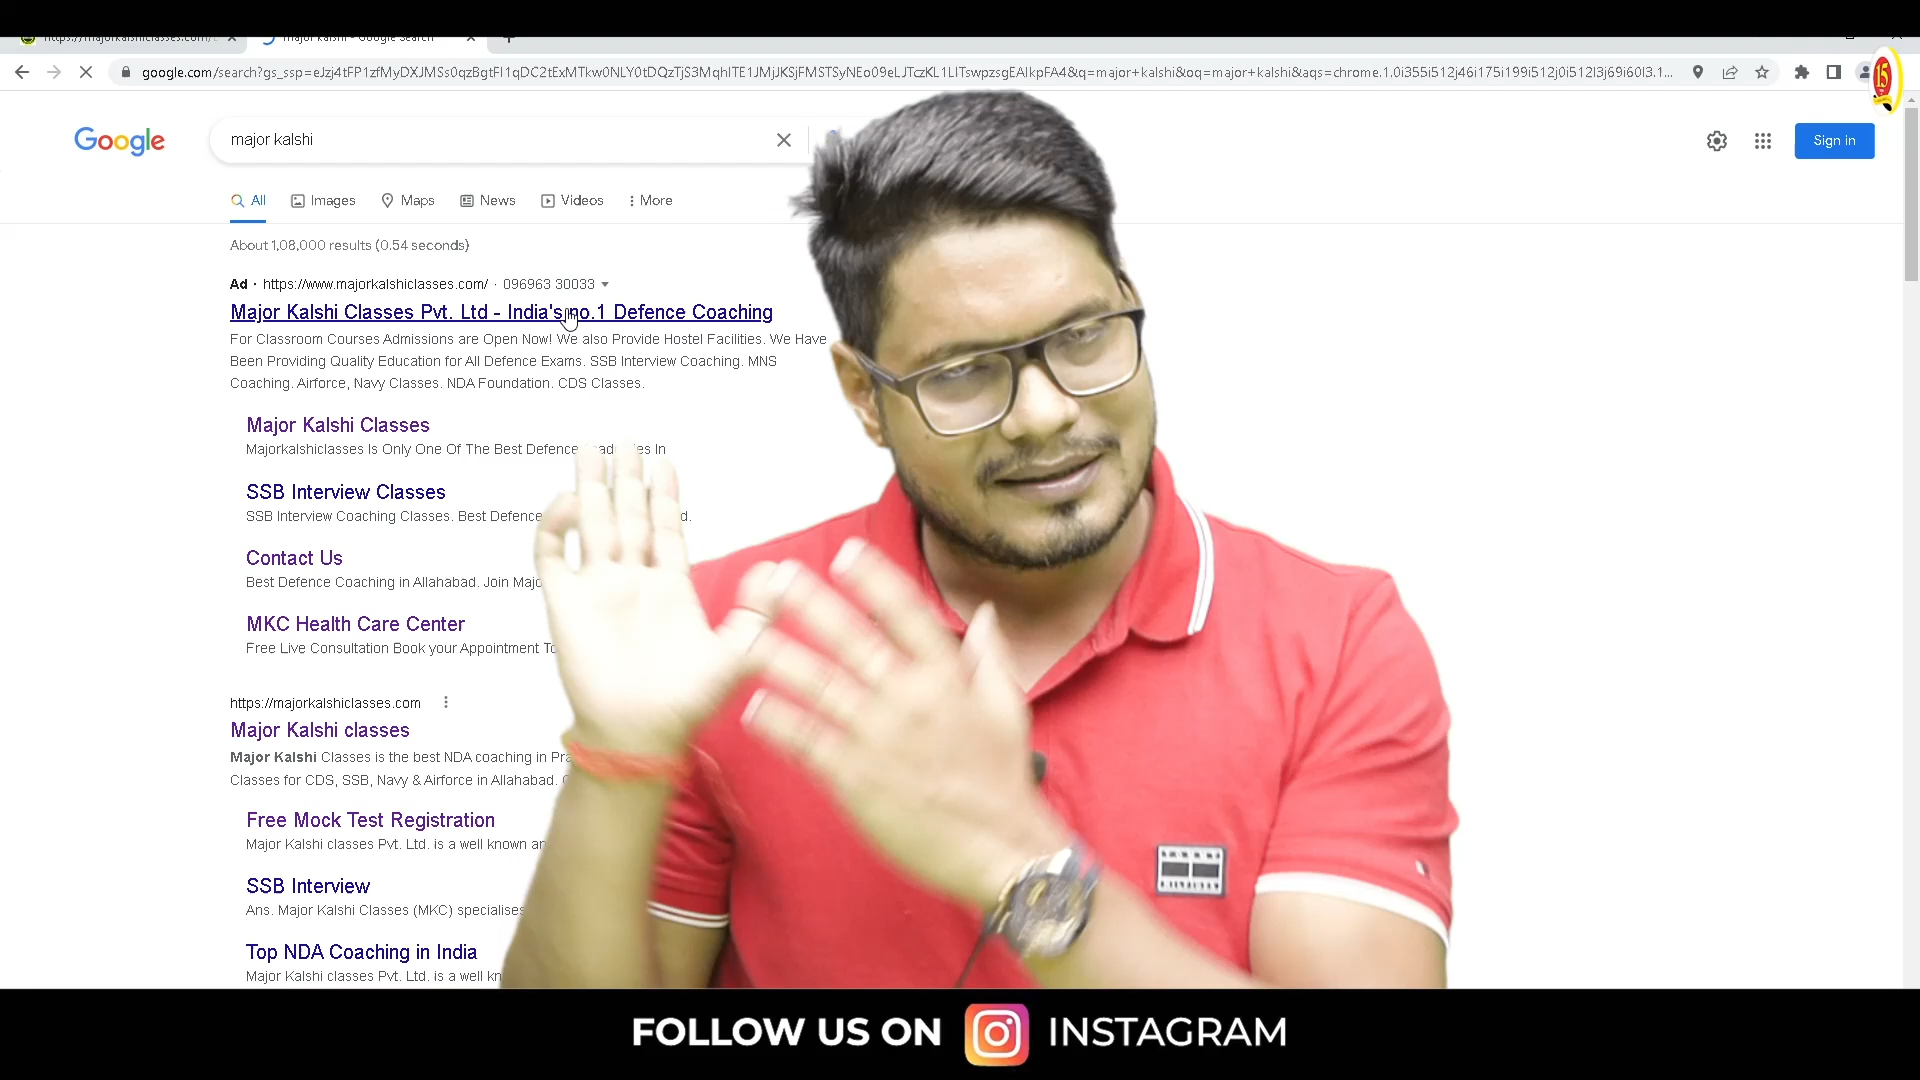 https://majorkalshiclasses.com/
major kalshi - Google Search
google.com/search?gs_ssp=eJzj4tFP1zfMyDXJMSs0qzBgtFI1qDC2tExMTkw0NLY0tDQzTjS3MqhITE1JMjJKSjFMSTSyNEo09eLJTczKL1LITswpzsgEAIkpFA4&q=major+kalshi&oq=major+kalshi&aqs=chrome.1.0i355i512j46i175i199i512j0i512l3j69i60l3.1...
15
Google
major kalshi
Sign in
All Images Maps News Videos More
About 1,08,000 results (0.54 seconds)
Ad · https://www.majorkalshiclasses.com/ · 096963 30033
Major Kalshi Classes Pvt. Ltd - India's no.1 Defence Coaching
For Classroom Courses Admissions are Open Now! We also Provide Hostel Facilities. We Have
Been Providing Quality Education for All Defence Exams. SSB Interview Coaching. MNS
Coaching. Airforce, Navy Classes. NDA Foundation. CDS Classes.
Major Kalshi Classes
Majorkalshiclasses Is Only One Of The Best Defence In
SSB Interview Classes
SSB Interview Coaching Classes. Best Defence
Contact Us
Best Defence Coaching in Allahabad. Join
MKC Health Care Center
Free Live Consultation Book your Appointment
https://majorkalshiclasses.com
Major Kalshi classes
Major Kalshi Classes is the best NDA coaching in
Classes for CDS, SSB, Navy & Airforce in Allahabad.
Free Mock Test Registration
Major Kalshi classes Pvt. Ltd. is a well known
SSB Interview
Ans. Major Kalshi Classes (MKC) specialises
Top NDA Coaching in India
Major Kalshi classes Pvt. Ltd. is a well
FOLLOW US ON INSTAGRAM